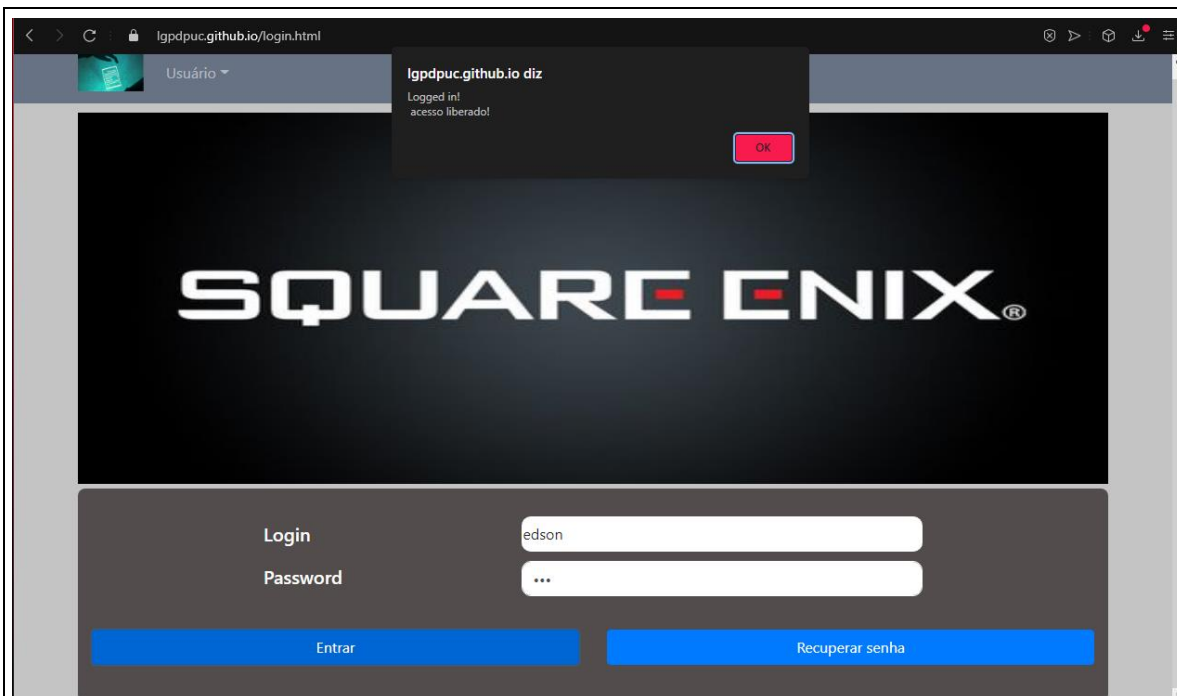 lgpdpuc.github.io/login.html
Usuário
lgpdpuc.github.io diz
Logged in!
acesso liberado!
OK
SQUARE ENIX®
Login
edson
Password
•••
Entrar
Recuperar senha